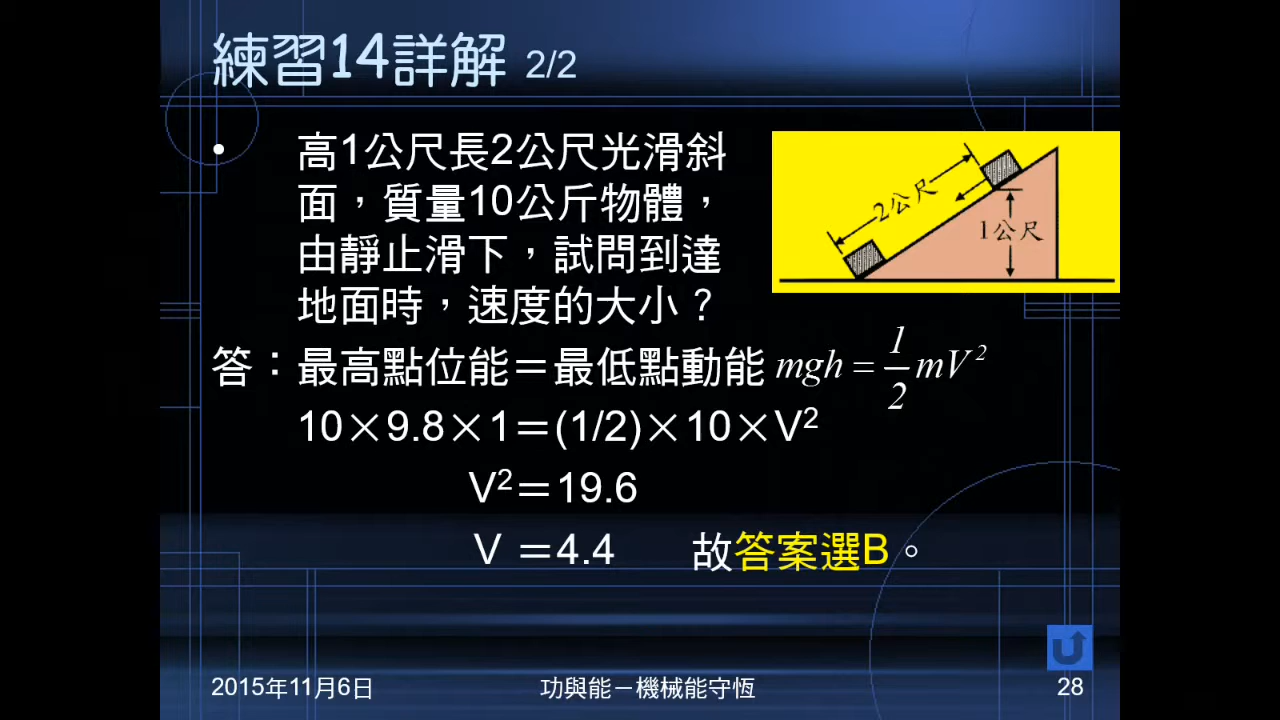 練習14詳解 2/2
• 高1公尺長2公尺光滑斜
面，質量10公斤物體，
由靜止滑下，試問到達
地面時，速度的大小？
2公尺
1公尺
答：最高點位能＝最低點動能 mgh = 1/2 mV²
10×9.8×1＝(1/2)×10×V²
V²＝19.6
V ＝4.4 故答案選B。
2015年11月6日 功與能－機械能守恆 28